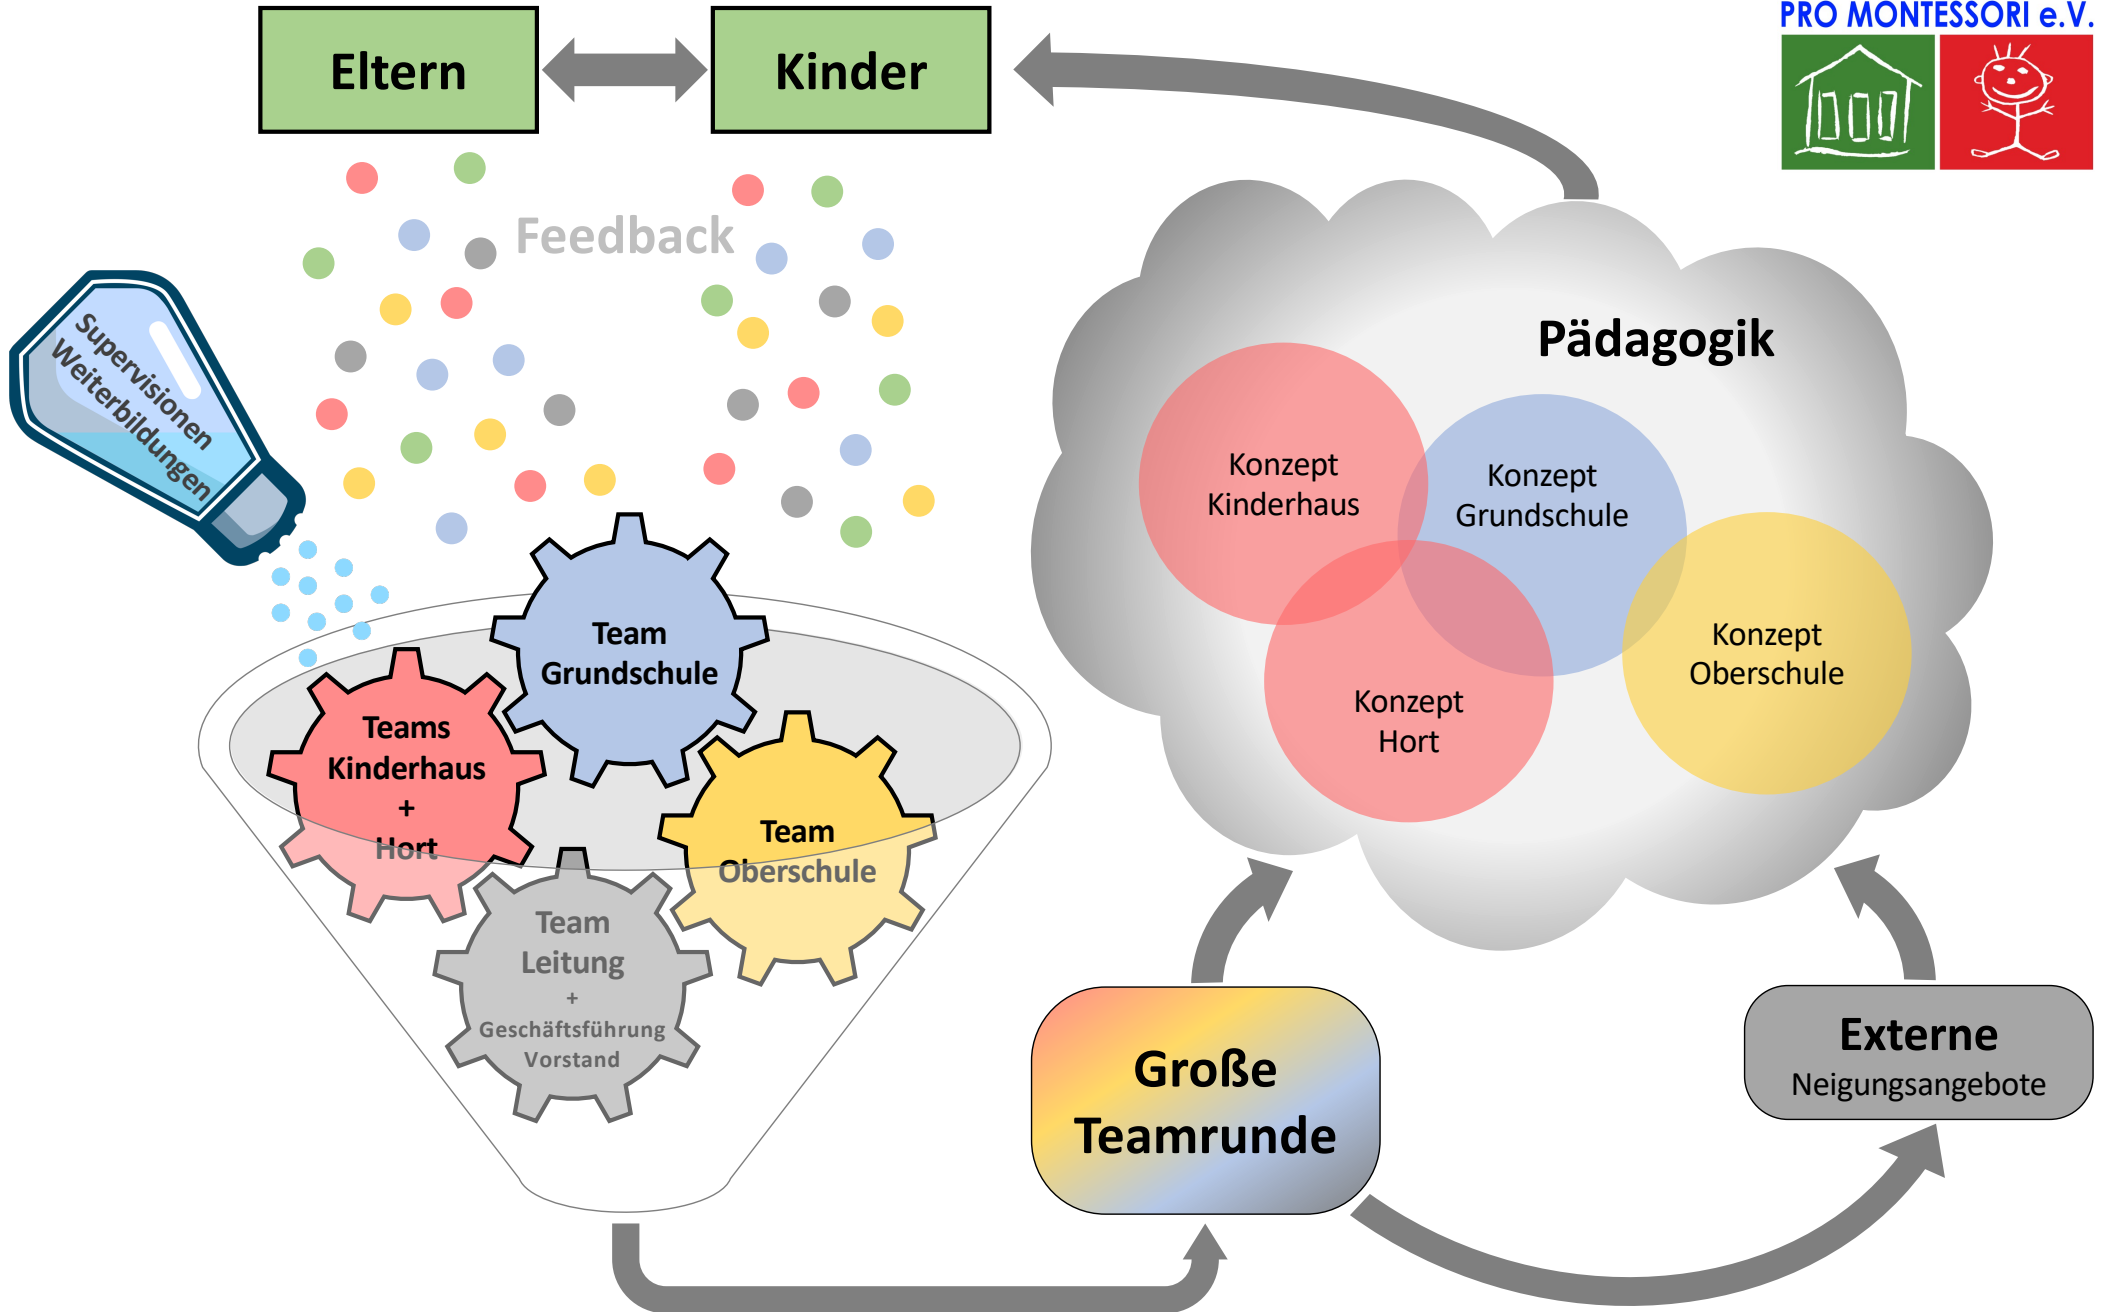 PRO MONTESSORI e.V.
Eltern
Kinder
Feedback
Supervisionen
Weiterbildungen
Pädagogik
Konzept
Kinderhaus
Konzept
Grundschule
Konzept
Oberschule
Konzept
Hort
Team
Grundschule
Teams
Kinderhaus
+
Hort
Team
Oberschule
Team
Leitung
+
Geschäftsführung
Vorstand
Große
Teamrunde
Externe
Neigungsangebote